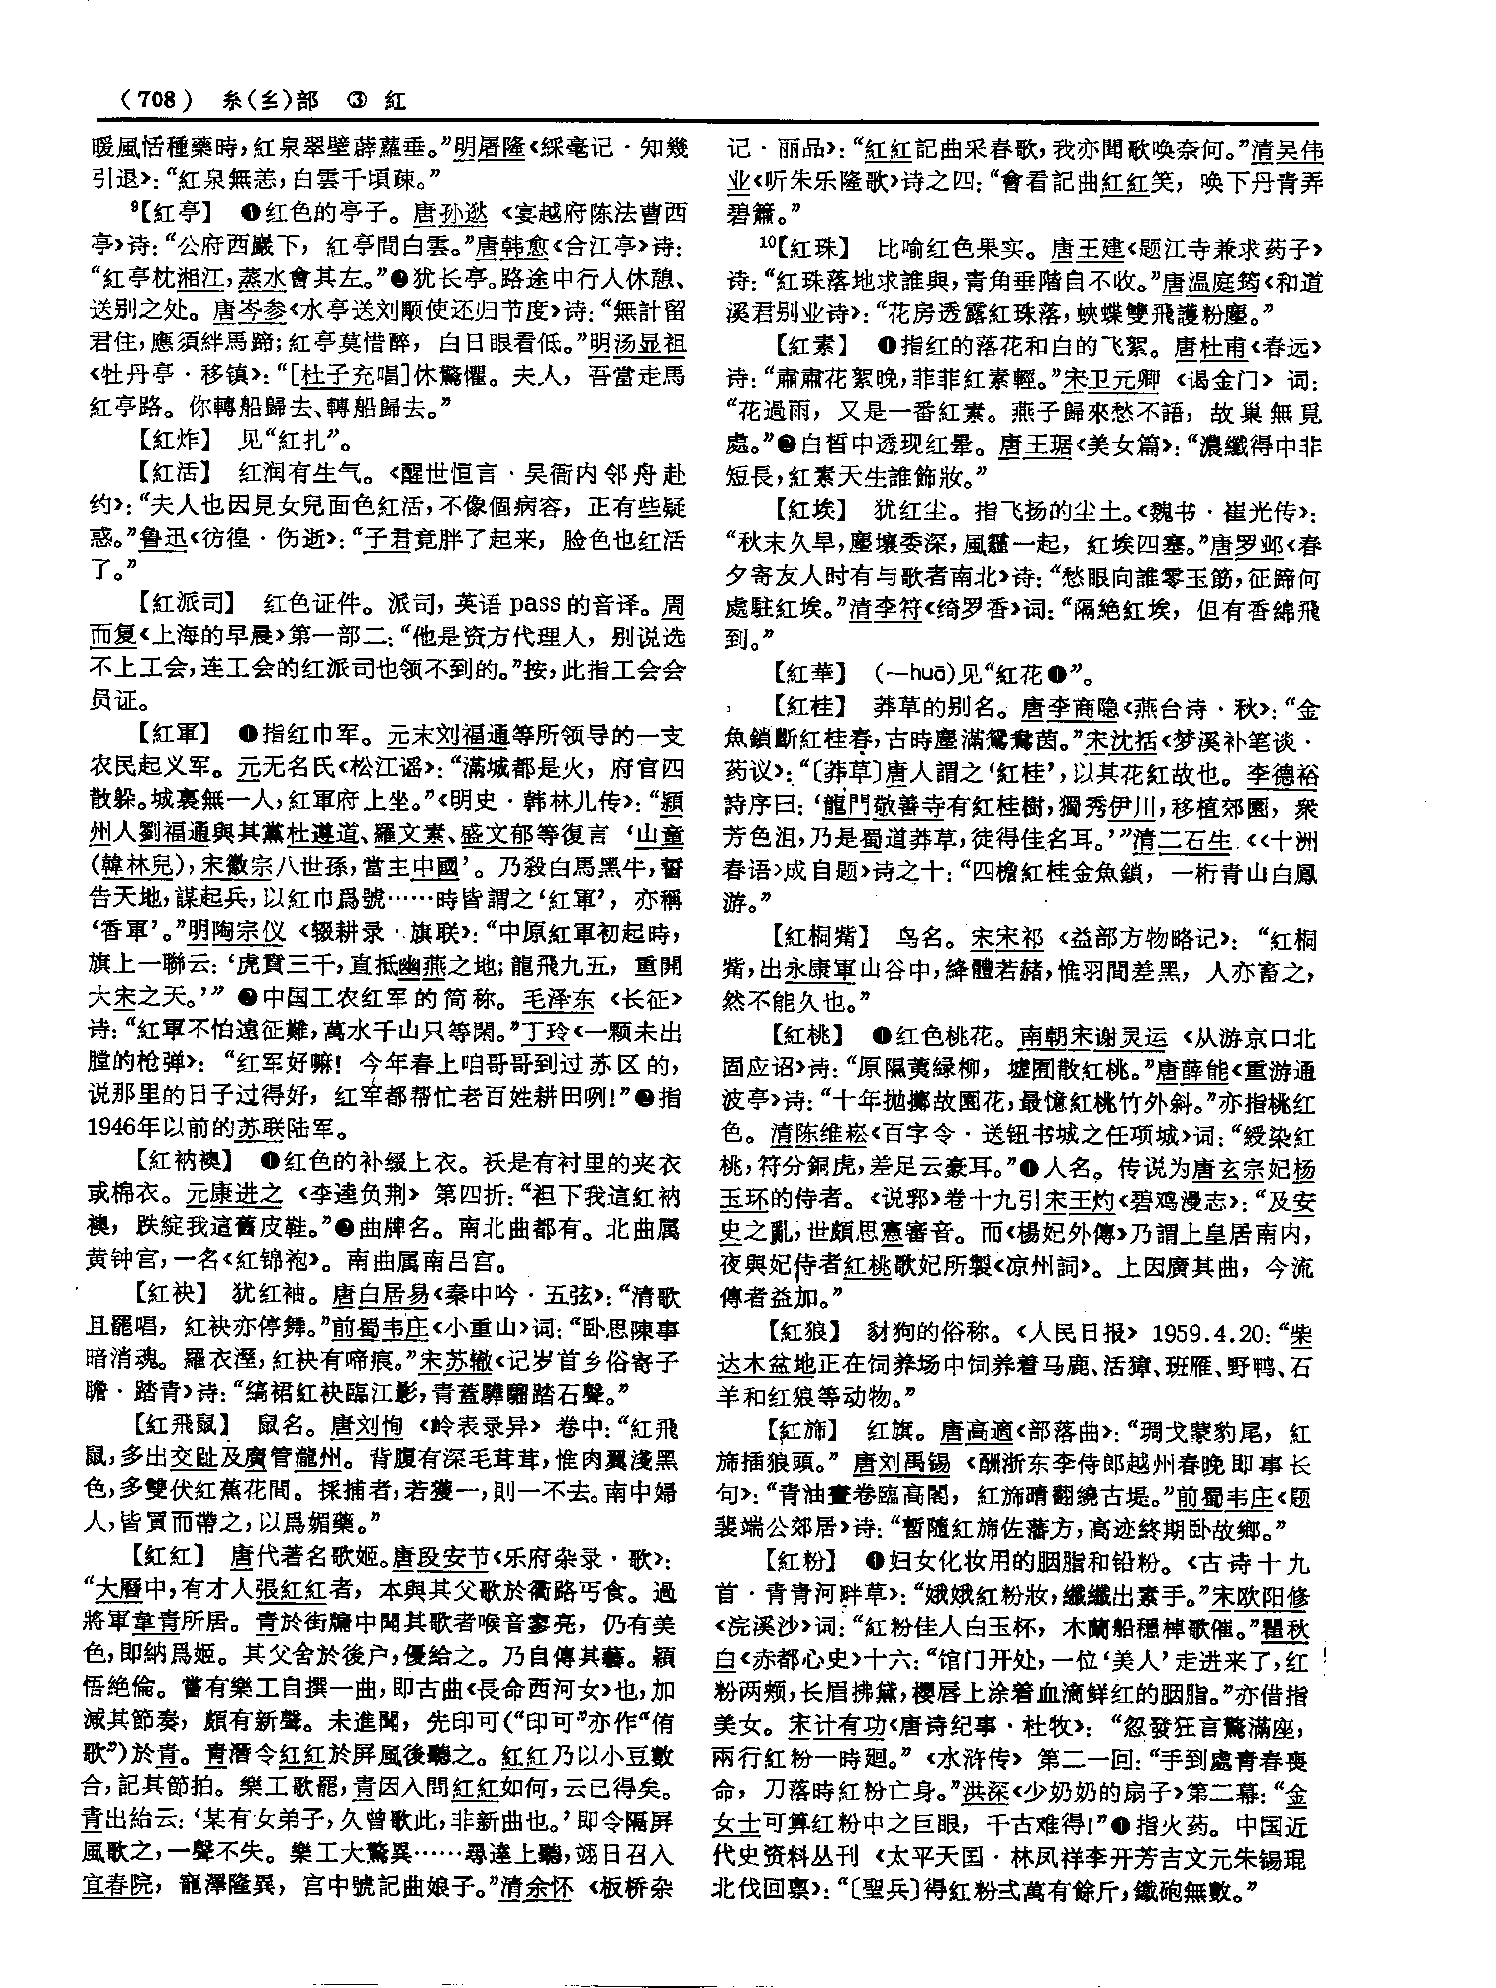 （708） 糸(纟)部 ③ 紅
暖風恬種藥時，紅泉翠壁薜蘿垂。”明屠隆《綵毫记·知幾
引退》：“紅泉無恙，白雲千頃疎。”
⁹【紅亭】 ❶红色的亭子。唐孙逖《宴越府陈法曹西
亭》诗：“公府西巖下，紅亭間白雲。”唐韩愈《合江亭》诗：
“紅亭枕湘江，蒸水會其左。”❷犹长亭。路途中行人休憩、
送别之处。唐岑参《水亭送刘颙使还归节度》诗：“無計留
君住，應須絆馬蹄；紅亭莫惜醉，白日眼看低。”明汤显祖
《牡丹亭·移镇》：“［杜子充唱］休驚懼。夫人，吾當走馬
紅亭路。你轉船歸去、轉船歸去。”
【紅炸】 见“紅扎”。
【紅活】 红润有生气。《醒世恒言·吴衙内邻舟赴
约》：“夫人也因見女兒面色紅活，不像個病容，正有些疑
惑。”鲁迅《彷徨·伤逝》：“子君竟胖了起来，脸色也红活
了。”
【紅派司】 红色证件。派司，英语 pass 的音译。周
而复《上海的早晨》第一部二：“他是资方代理人，别说选
不上工会，连工会的红派司也领不到的。”按，此指工会会
员证。
【紅軍】 ❶指红巾军。元末刘福通等所领导的一支
农民起义军。元无名氏《松江谣》：“滿城都是火，府官四
散躲。城裏無一人，紅軍府上坐。”《明史·韩林儿传》：“潁
州人劉福通與其黨杜遵道、羅文素、盛文郁等復言‘山童
（韓林兒），宋徽宗八世孫，當主中國’。乃殺白馬黑牛，誓
告天地，謀起兵，以紅巾爲號……時皆謂之‘紅軍’，亦稱
‘香軍’。”明陶宗仪《辍耕录·旗联》：“中原紅軍初起時，
旗上一聯云：‘虎賁三千，直抵幽燕之地；龍飛九五，重開
大宋之天。’”❷中国工农红军的简称。毛泽东《长征》
诗：“紅軍不怕遠征難，萬水千山只等閑。”丁玲《一颗未出
膛的枪弹》：“红军好嘛！今年春上咱哥哥到过苏区的，
说那里的日子过得好，红军都帮忙老百姓耕田咧！”❸指
1946年以前的苏联陆军。
【紅衲襖】 ❶红色的补缀上衣。袄是有衬里的夹衣
或棉衣。元康进之《李逵负荆》第四折：“袒下我這紅衲
襖，跌綻我這舊皮鞋。”❷曲牌名。南北曲都有。北曲属
黄钟宫，一名《紅锦袍》。南曲属南吕宫。
【紅袂】 犹红袖。唐白居易《秦中吟·五弦》：“清歌
且罷唱，紅袂亦停舞。”前蜀韦庄《小重山》词：“卧思陳事
暗消魂。羅衣溼，紅袂有啼痕。”宋苏辙《记岁首乡俗寄子
瞻·踏青》诗：“縞裙紅袂臨江影，青蓋驊騮踏石聲。”
【紅飛鼠】 鼠名。唐刘恂《岭表录异》卷中：“紅飛
鼠，多出交趾及廣管瀧州。背腹有深毛茸茸，惟肉翼淺黑
色，多雙伏紅蕉花間。採捕者，若獲一，則一不去。南中婦
人，皆買而帶之，以爲媚藥。”
【紅紅】 唐代著名歌姬。唐段安节《乐府杂录·歌》：
“大曆中，有才人張紅紅者，本與其父歌於衢路丐食。過
將軍韋青所居。青於街牖中聞其歌者喉音寥亮，仍有美
色，即納爲姬。其父舍於後户，優給之。乃自傳其藝。穎
悟絶倫。嘗有樂工自撰一曲，即古曲《長命西河女》也，加
減其節奏，頗有新聲。未進聞，先印可（“印可”亦作“侑
歌”）於青。青潛令紅紅於屏風後聽之。紅紅乃以小豆數
合，記其節拍。樂工歌罷，青因入問紅紅如何，云已得矣。
青出紿云：‘某有女弟子，久曾歌此，非新曲也。’即令隔屏
風歌之，一聲不失。樂工大驚異……尋達上聽，翊日召入
宜春院，寵澤隆異，宫中號記曲娘子。”清余怀《板桥杂
记·丽品》：“紅紅記曲采春歌，我亦聞歌唤奈何。”清吴伟
业《听朱乐隆歌》诗之四：“會看記曲紅紅笑，唤下丹青弄
碧簫。”
¹⁰【紅珠】 比喻红色果实。唐王建《题江寺兼求药子》
诗：“紅珠落地求誰與，青角垂階自不收。”唐温庭筠《和道
溪君别业诗》：“花房透露紅珠落，蛺蝶雙飛護粉塵。”
【紅素】 ❶指红的落花和白的飞絮。唐杜甫《春远》
诗：“肅肅花絮晚，菲菲紅素輕。”宋卫元卿《谒金门》词：
“花過雨，又是一番紅素。燕子歸來愁不語，故巢無覓
處。”❷白皙中透现红晕。唐王琚《美女篇》：“濃纖得中非
短長，紅素天生誰飾妝。”
【紅埃】 犹红尘。指飞扬的尘土。《魏书·崔光传》：
“秋末久旱，塵壤委深，風霾一起，紅埃四塞。”唐罗邺《春
夕寄友人时有与歌者南北》诗：“愁眼向誰零玉筯，征蹄何
處駐紅埃。”清李符《绮罗香》词：“隔絶紅埃，但有香綿飛
到。”
【紅華】 （—huā）见“紅花❶”。
【紅桂】 莽草的别名。唐李商隐《燕台诗·秋》：“金
魚鎖斷紅桂春，古時塵滿鴛鴦茵。”宋沈括《梦溪补笔谈·
药议》：“〔莽草〕唐人謂之‘紅桂’，以其花紅故也。李德裕
詩序曰：‘龍門敬善寺有紅桂樹，獨秀伊川，移植郊園，衆
芳色沮，乃是蜀道莽草，徒得佳名耳。’”清二石生《〈十洲
春语〉成自题》诗之十：“四檐紅桂金魚鎖，一桁青山白鳳
游。”
【紅桐觜】 鸟名。宋宋祁《益部方物略记》：“紅桐
觜，出永康軍山谷中，絳體若赭，惟羽間差黑，人亦畜之，
然不能久也。”
【紅桃】 ❶红色桃花。南朝宋谢灵运《从游京口北
固应诏》诗：“原隰荑緑柳，墟囿散紅桃。”唐薛能《重游通
波亭》诗：“十年抛擲故園花，最憶紅桃竹外斜。”亦指桃红
色。清陈维崧《百字令·送钮书城之任项城》词：“綬染紅
桃，符分銅虎，差足云豪耳。”❷人名。传说为唐玄宗妃杨
玉环的侍者。《说郛》卷十九引宋王灼《碧鸡漫志》：“及安
史之亂，世頗思憲審音。而《楊妃外傳》乃謂上皇居南内，
夜與妃侍者紅桃歌妃所製《凉州詞》。上因廣其曲，今流
傳者益加。”
【紅狼】 豺狗的俗称。《人民日报》1959.4.20：“柴
达木盆地正在饲养场中饲养着马鹿、活獐、班雁、野鸭、石
羊和红狼等动物。”
【紅斾】 红旗。唐高適《部落曲》：“琱戈蒙豹尾，紅
斾插狼頭。”唐刘禹锡《酬浙东李侍郎越州春晚即事长
句》：“青油晝卷臨高閣，紅斾晴翻繞古堤。”前蜀韦庄《题
裴端公郊居》诗：“暫隨紅斾佐藩方，高迹終期卧故鄉。”
【紅粉】 ❶妇女化妆用的胭脂和铅粉。《古诗十九
首·青青河畔草》：“娥娥紅粉妝，纖纖出素手。”宋欧阳修
《浣溪沙》词：“紅粉佳人白玉杯，木蘭船穩棹歌催。”瞿秋
白《赤都心史》十六：“馆门开处，一位‘美人’走进来了，红
粉两颊，长眉拂黛，樱唇上涂着血滴鲜红的胭脂。”亦借指
美女。宋计有功《唐诗纪事·杜牧》：“忽發狂言驚滿座，
兩行紅粉一時廻。”《水浒传》第二一回：“手到處青春喪
命，刀落時紅粉亡身。”洪深《少奶奶的扇子》第二幕：“金
女士可算红粉中之巨眼，千古难得！”❷指火药。中国近
代史资料丛刊《太平天国·林凤祥李开芳吉文元朱锡琨
北伐回禀》：“〔聖兵〕得紅粉弍萬有餘斤，鐵砲無數。”